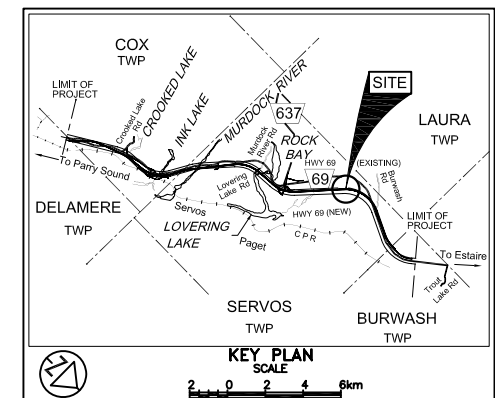 COX
TWP
LIMIT OF
PROJECT
Crooked Lake
Rd
CROOKED LAKE
INK LAKE
MURDOCK RIVER
637
Murdock
River Rd
ROCK
BAY
SITE
LAURA
TWP
HWY 69
(EXISTING)
69
Burwash
Rd
To Parry Sound
DELAMERE
TWP
Servos
Lovering
Lake Rd
LOVERING
LAKE
Paget
HWY 69 (NEW)
CPR
LIMIT OF
PROJECT
To Estaire
Trout
Lake Rd
SERVOS
TWP
BURWASH
TWP
KEY PLAN
SCALE
2 0 2 4 6km
N